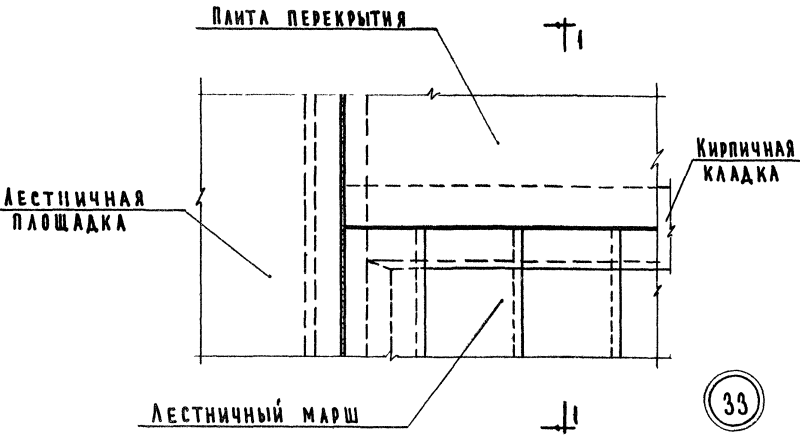 Плита перекрытия
1
Кирпичная
кладка
Лестничная
площадка
Лестничный марш
1
33